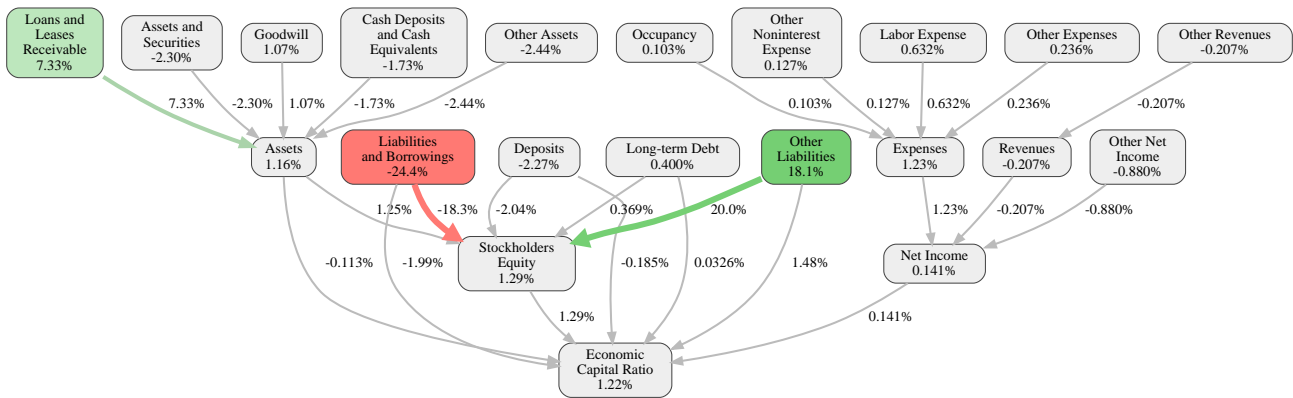 Loans and
Leases
Receivable
7.33%
Assets and
Securities
-2.30%
Goodwill
1.07%
Cash Deposits
and Cash
Equivalents
-1.73%
Other Assets
-2.44%
Occupancy
0.103%
Other
Noninterest
Expense
0.127%
Labor Expense
0.632%
Other Expenses
0.236%
Other Revenues
-0.207%
7.33%
-2.30%
1.07%
-1.73%
-2.44%
0.103%
0.127%
0.632%
0.236%
-0.207%
Assets
1.16%
Liabilities
and Borrowings
-24.4%
Deposits
-2.27%
Long-term Debt
0.400%
Other
Liabilities
18.1%
Expenses
1.23%
Revenues
-0.207%
Other Net
Income
-0.880%
1.25%
-18.3%
-2.04%
0.369%
20.0%
1.23%
-0.207%
-0.880%
Stockholders
Equity
1.29%
Net Income
0.141%
-0.113%
-1.99%
-0.185%
0.0326%
1.48%
1.29%
0.141%
Economic
Capital Ratio
1.22%